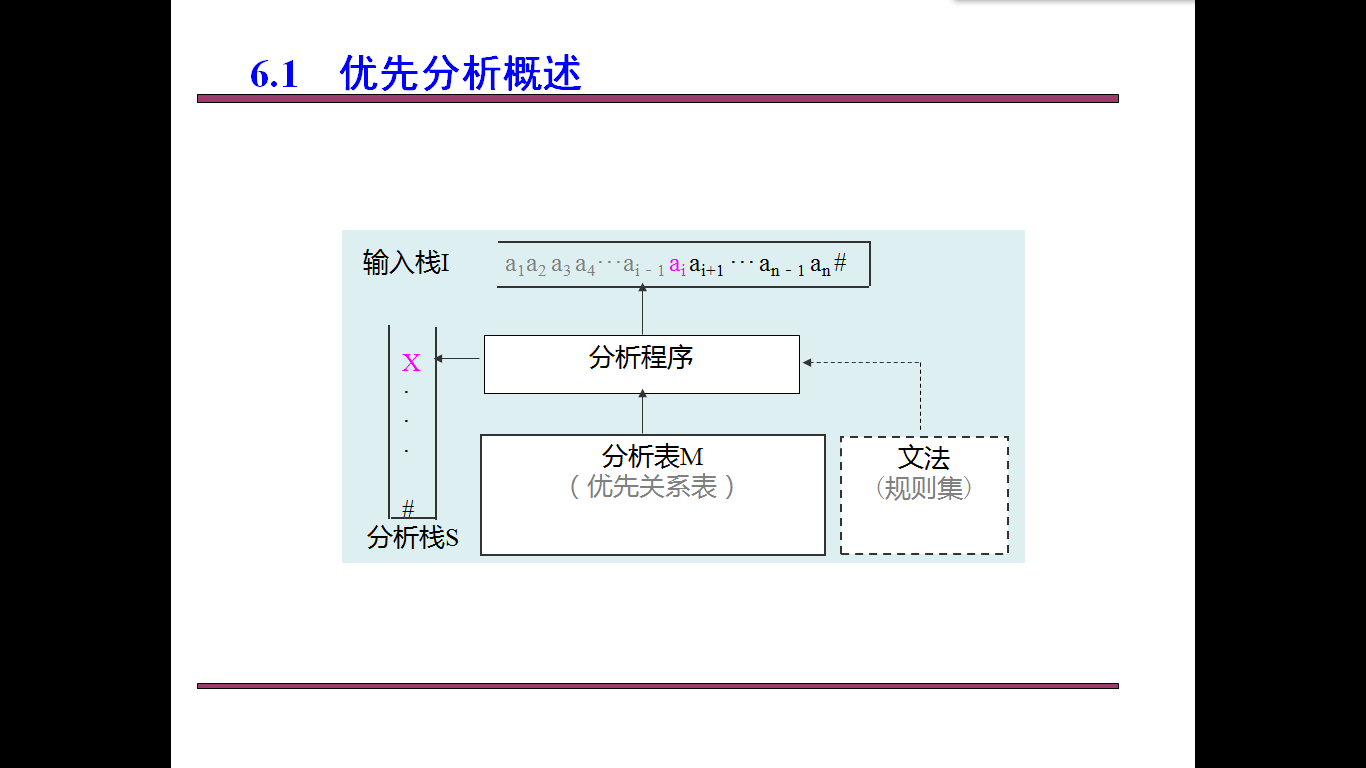 6.1 优先分析概述
输入栈I
a₁a₂ a₃ a₄ ⋯ aᵢ₋₁ aᵢ aᵢ₊₁ ⋯ aₙ₋₁ aₙ #
X
.
.
.
#
分析栈S
分析程序
分析表M
（优先关系表）
文法
（规则集）